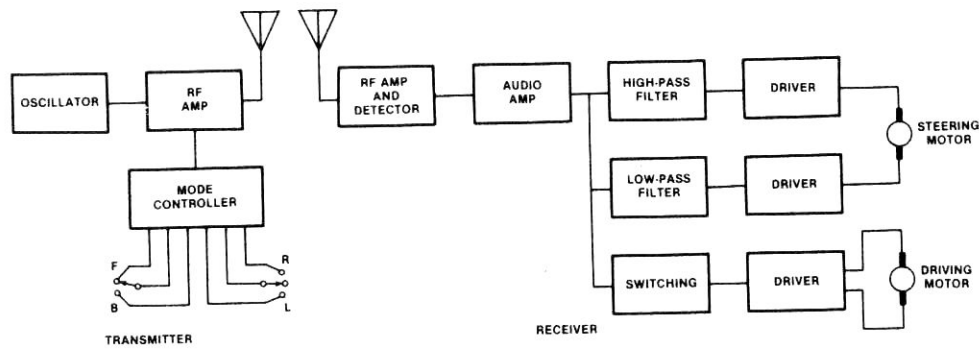 OSCILLATOR
RF
AMP
MODE
CONTROLLER
F
B
R
L
TRANSMITTER
RF AMP
AND
DETECTOR
AUDIO
AMP
HIGH-PASS
FILTER
DRIVER
STEERING
MOTOR
LOW-PASS
FILTER
DRIVER
SWITCHING
DRIVER
DRIVING
MOTOR
RECEIVER